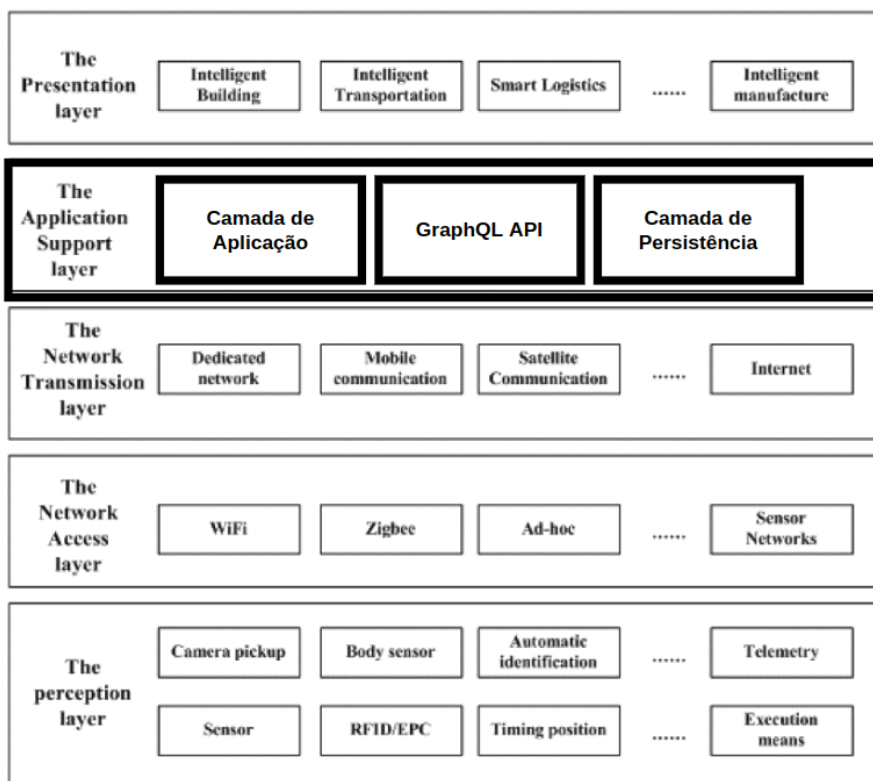 The
Presentation
layer
Intelligent
Building
Intelligent
Transportation
Smart Logistics
......
Intelligent
manufacture
The
Application
Support
layer
Camada de
Aplicação
GraphQL API
Camada de
Persistência
The
Network
Transmission
layer
Dedicated
network
Mobile
communication
Satellite
Communication
......
Internet
The
Network
Access
layer
WiFi
Zigbee
Ad-hoc
......
Sensor
Networks
The
perception
layer
Camera pickup
Body sensor
Automatic
identification
......
Telemetry
Sensor
RFID/EPC
Timing position
......
Execution
means